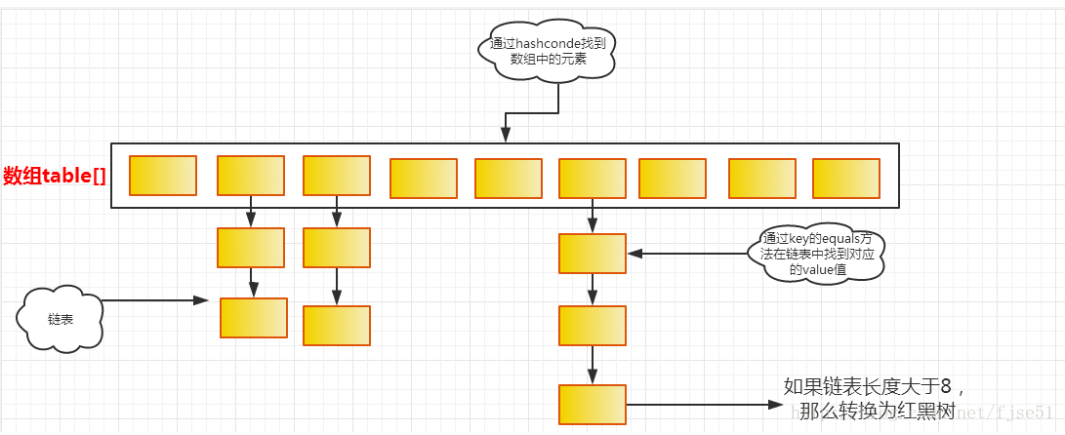 通过hashconde找到
数组中的元素
数组table[]
通过key的equals方
法在链表中找到对应
的value值
链表
如果链表长度大于8，
那么转换为红黑树
net/fjse51